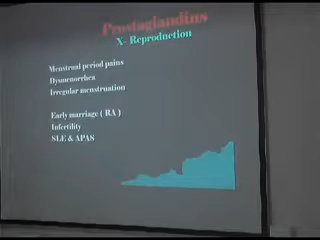 Prostaglandins
X- Reproduction
Menstrual period pains
Dysmenorrhea
Irregular menstruation
Early marriage ( RA )
Infertility
SLE & APAS